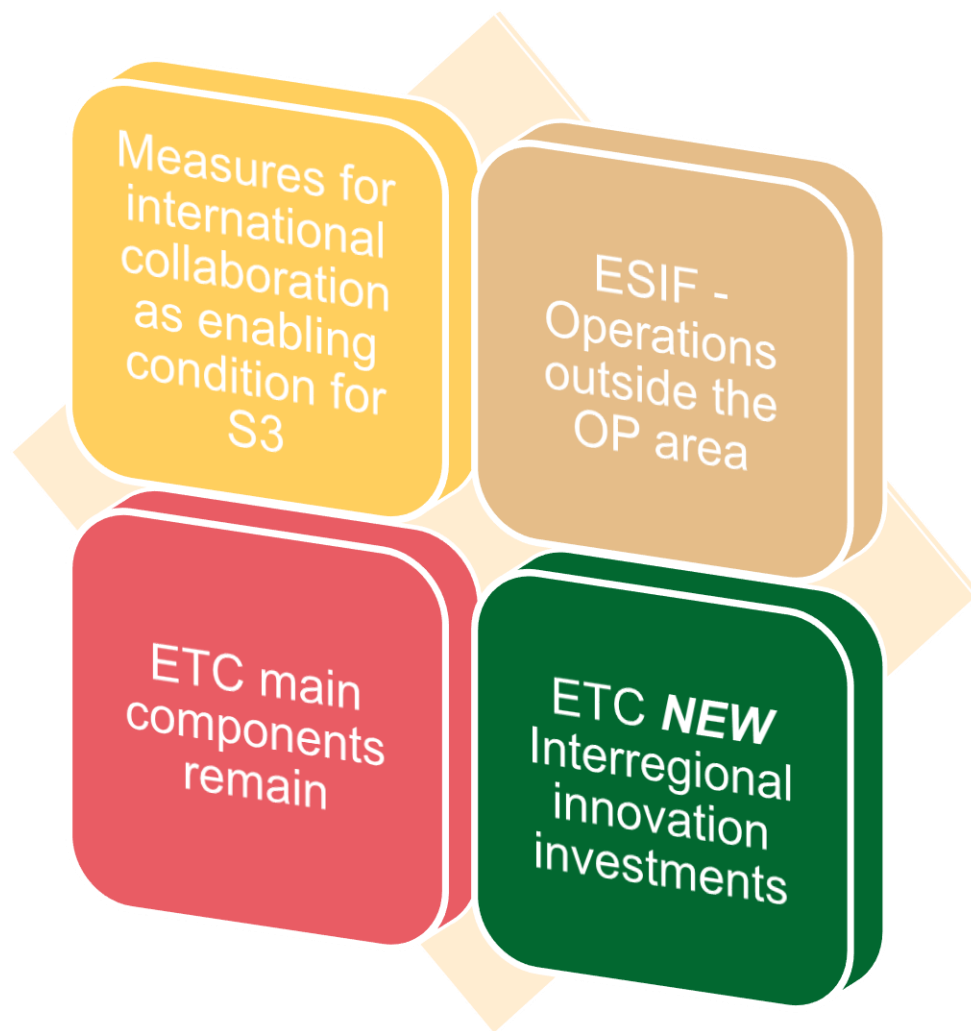 Measures for
international
collaboration
as enabling
condition for
S3
ESIF -
Operations
outside the
OP area
ETC main
components
remain
ETC NEW
Interregional
innovation
investments